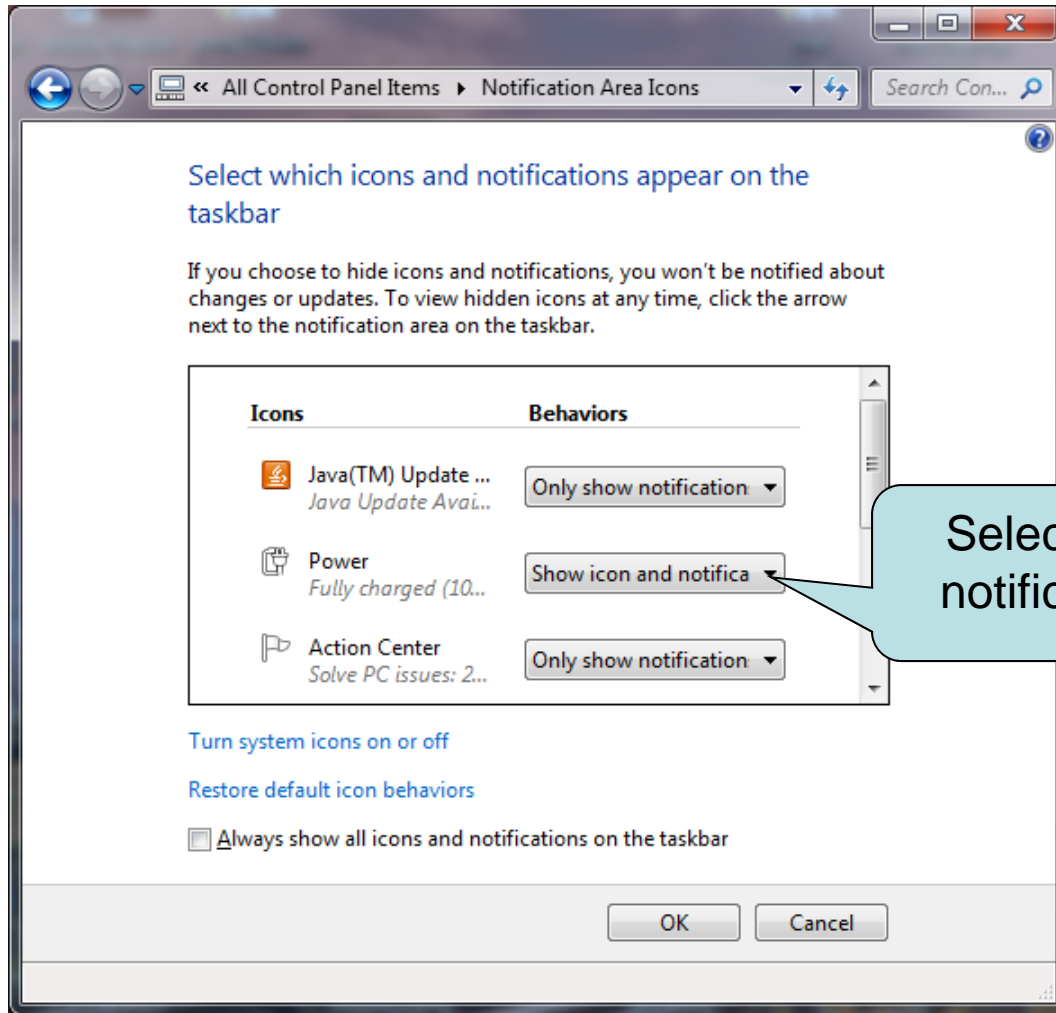 « All Control Panel Items ▸ Notification Area Icons
Search Con...
Select which icons and notifications appear on the
taskbar
If you choose to hide icons and notifications, you won't be notified about
changes or updates. To view hidden icons at any time, click the arrow
next to the notification area on the taskbar.
Icons Behaviors
Java(TM) Update ...
Java Update Avai...
Only show notification
Power
Fully charged (10...
Show icon and notifica
Action Center
Solve PC issues: 2...
Only show notification
Selec
notific
Turn system icons on or off
Restore default icon behaviors
Always show all icons and notifications on the taskbar
OK Cancel